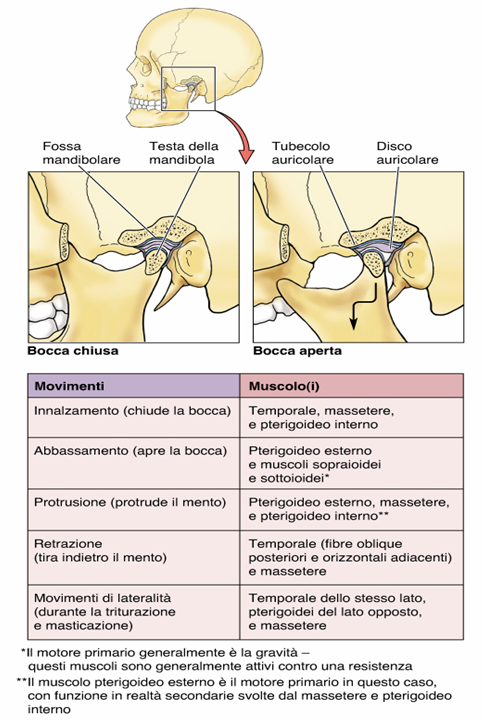 Fossa
mandibolare
Testa della
mandibola
Tubecolo
auricolare
Disco
auricolare
Bocca chiusa
Bocca aperta
Movimenti
Muscolo(i)
Innalzamento (chiude la bocca)
Temporale, massetere,
e pterigoideo interno
Abbassamento (apre la bocca)
Pterigoideo esterno
e muscoli sopraioidei
e sottoioidei*
Protrusione (protrude il mento)
Pterigoideo esterno, massetere,
e pterigoideo interno**
Retrazione
(tira indietro il mento)
Temporale (fibre oblique
posteriori e orizzontali adiacenti)
e massetere
Movimenti di lateralità
(durante la triturazione
e masticazione)
Temporale dello stesso lato,
pterigoidei del lato opposto,
e massetere
*Il motore primario generalmente è la gravità –
questi muscoli sono generalmente attivi contro una resistenza
**Il muscolo pterigoideo esterno è il motore primario in questo caso,
con funzione in realtà secondarie svolte dal massetere e pterigoideo
interno